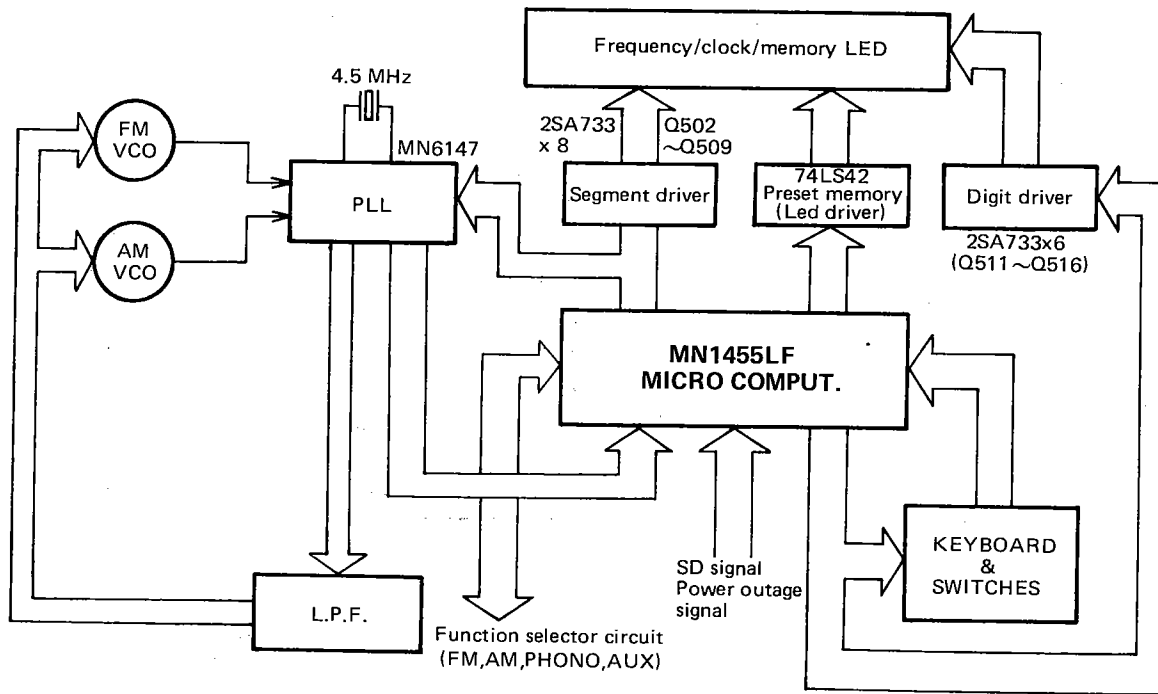 Frequency/clock/memory LED
4.5 MHz
FM
VCO
2SA733
x 8
Q502
~Q509
MN6147
PLL
Segment driver
74LS42
Preset memory
(Led driver)
Digit driver
AM
VCO
2SA733x6
(Q511~Q516)
MN1455LF
MICRO COMPUT.
KEYBOARD
&
SWITCHES
SD signal
Power outage
signal
L.P.F.
Function selector circuit
(FM,AM,PHONO,AUX)